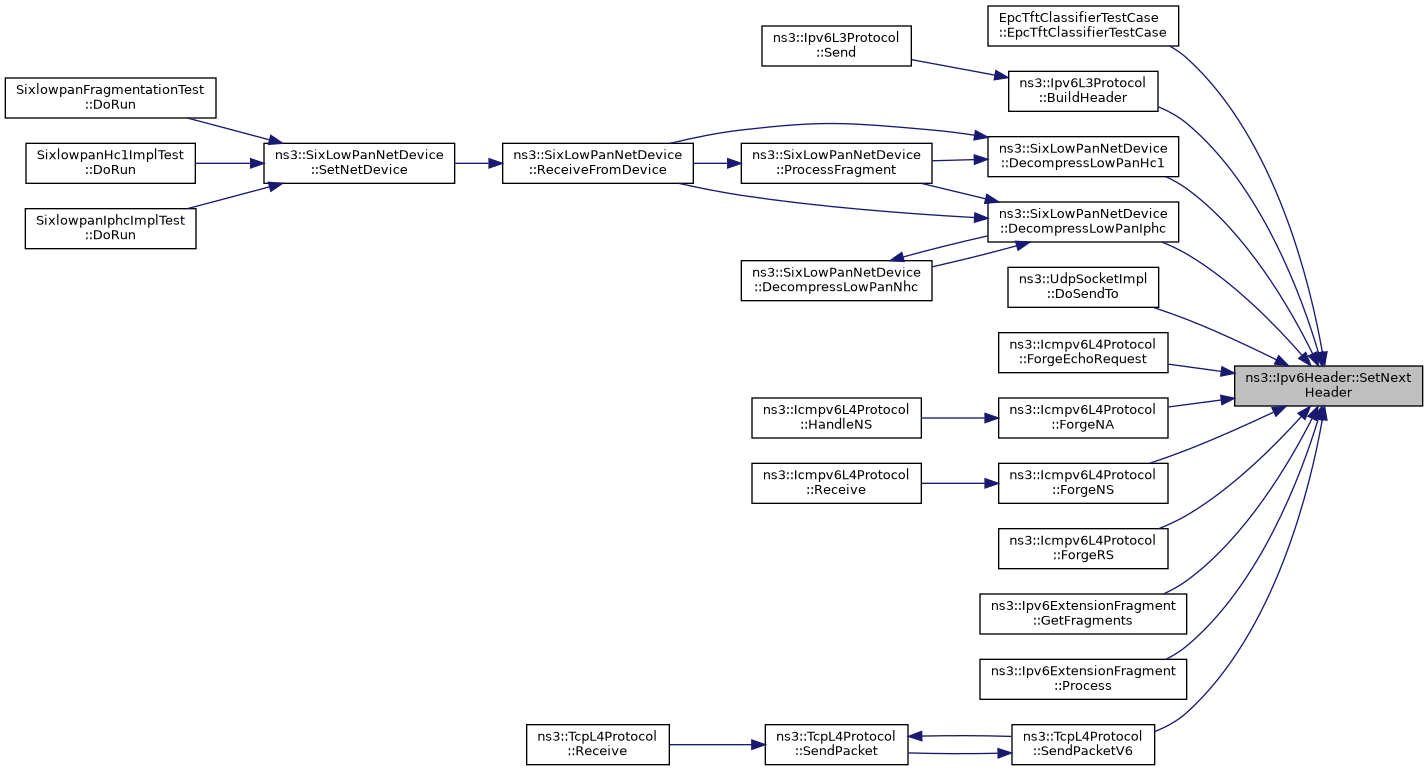 EpcTftClassifierTestCase
::EpcTftClassifierTestCase
ns3::Ipv6L3Protocol
::Send
ns3::Ipv6L3Protocol
::BuildHeader
SixlowpanFragmentationTest
::DoRun
SixlowpanHc1ImplTest
::DoRun
ns3::SixLowPanNetDevice
::SetNetDevice
ns3::SixLowPanNetDevice
::ReceiveFromDevice
ns3::SixLowPanNetDevice
::ProcessFragment
ns3::SixLowPanNetDevice
::DecompressLowPanHc1
SixlowpanIphcImplTest
::DoRun
ns3::SixLowPanNetDevice
::DecompressLowPanIphc
ns3::SixLowPanNetDevice
::DecompressLowPanNhc
ns3::UdpSocketImpl
::DoSendTo
ns3::Icmpv6L4Protocol
::ForgeEchoRequest
ns3::Ipv6Header::SetNext
Header
ns3::Icmpv6L4Protocol
::HandleNS
ns3::Icmpv6L4Protocol
::ForgeNA
ns3::Icmpv6L4Protocol
::Receive
ns3::Icmpv6L4Protocol
::ForgeNS
ns3::Icmpv6L4Protocol
::ForgeRS
ns3::Ipv6ExtensionFragment
::GetFragments
ns3::Ipv6ExtensionFragment
::Process
ns3::TcpL4Protocol
::Receive
ns3::TcpL4Protocol
::SendPacket
ns3::TcpL4Protocol
::SendPacketV6